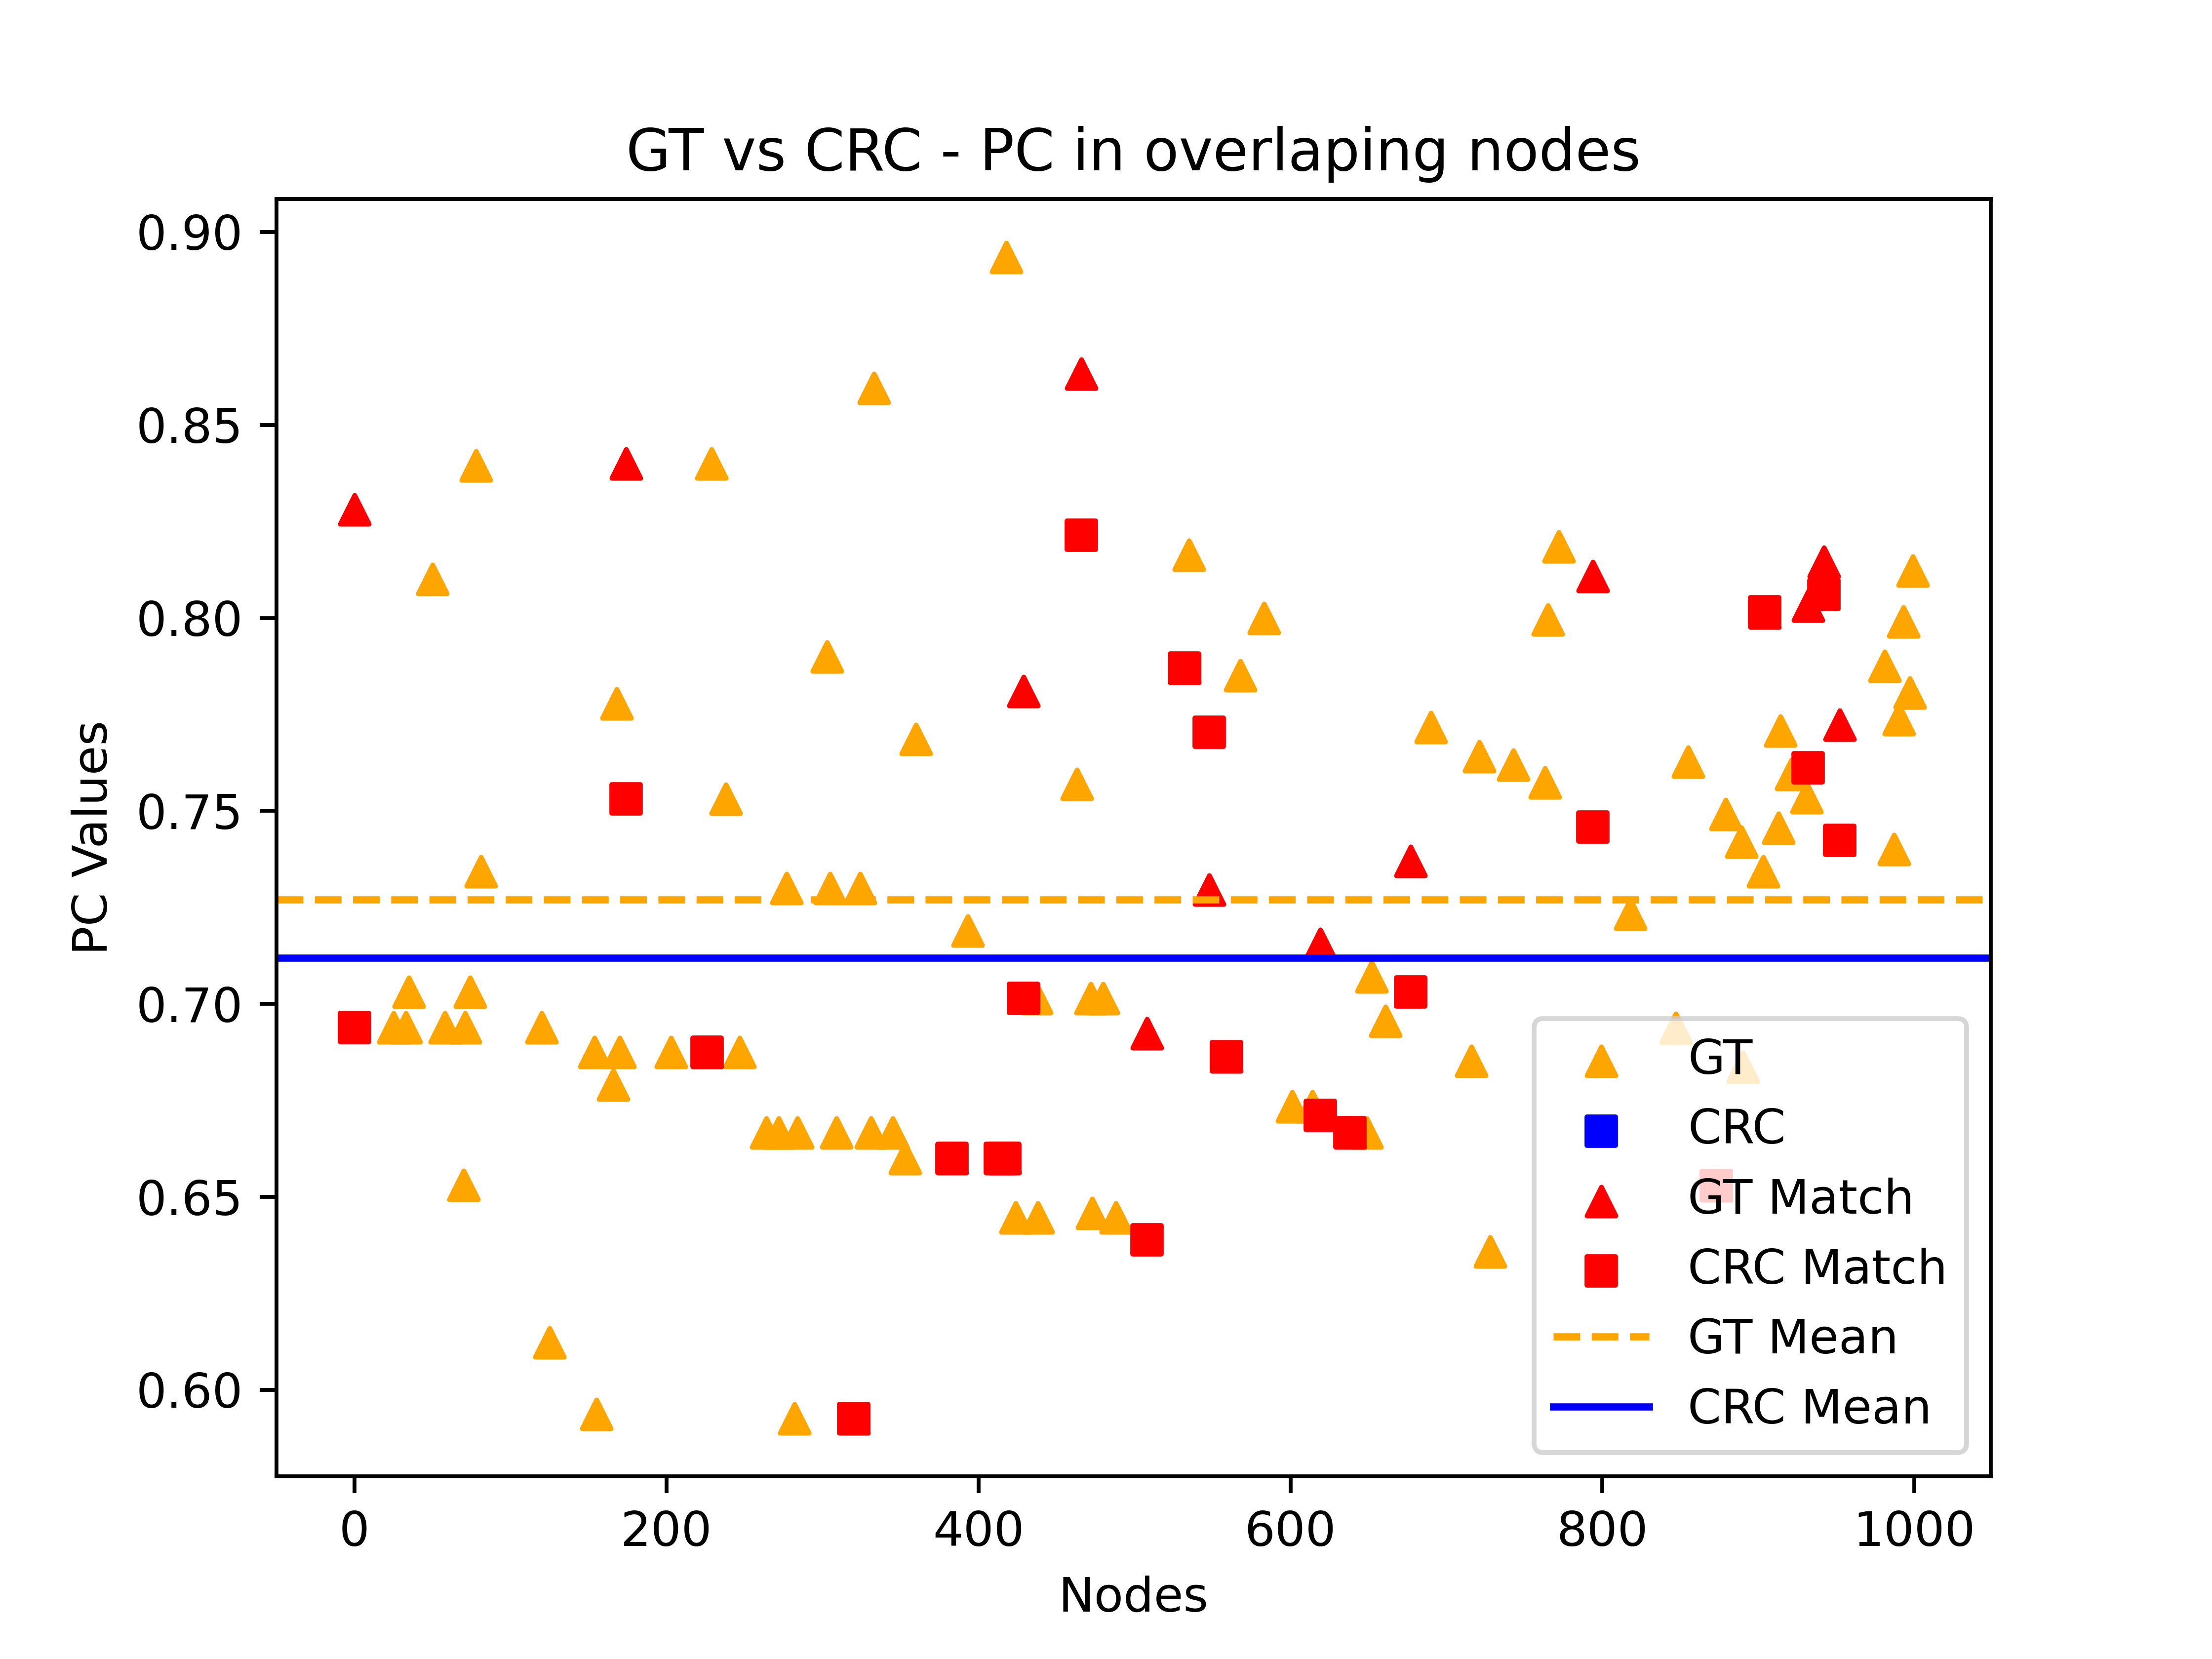 GT vs CRC - PC in overlaping nodes
0.90
0.85
0.80
0.75
0.70
0.65
0.60
PC Values
0 200 400 600 800 1000
Nodes
GT
CRC
GT Match
CRC Match
GT Mean
CRC Mean